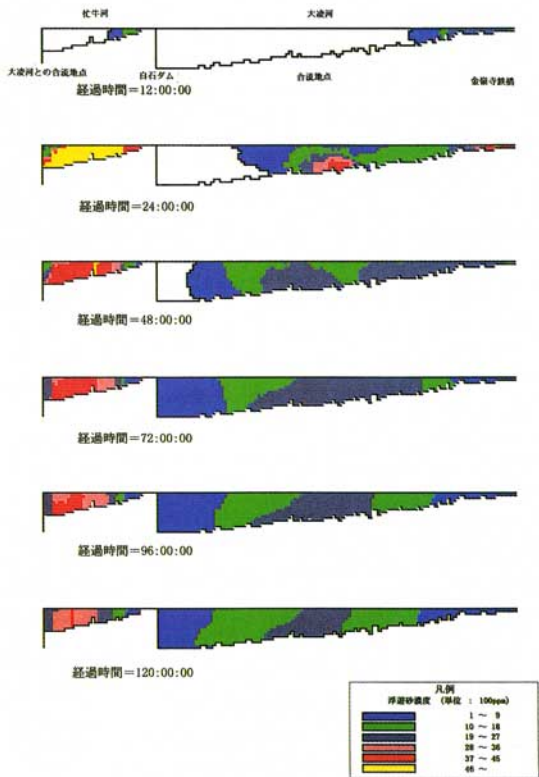 忙牛河
大凌河
大凌河との合流地点
白石ダム
合流地点
金嶺寺鉄橋
経過時間=12:00:00
経過時間=24:00:00
経過時間=48:00:00
経過時間=72:00:00
経過時間=96:00:00
経過時間=120:00:00
凡例
浮遊砂濃度 (単位 : 100ppm)
1 ～ 9
10 ～ 18
19 ～ 27
28 ～ 36
37 ～ 45
46 ～